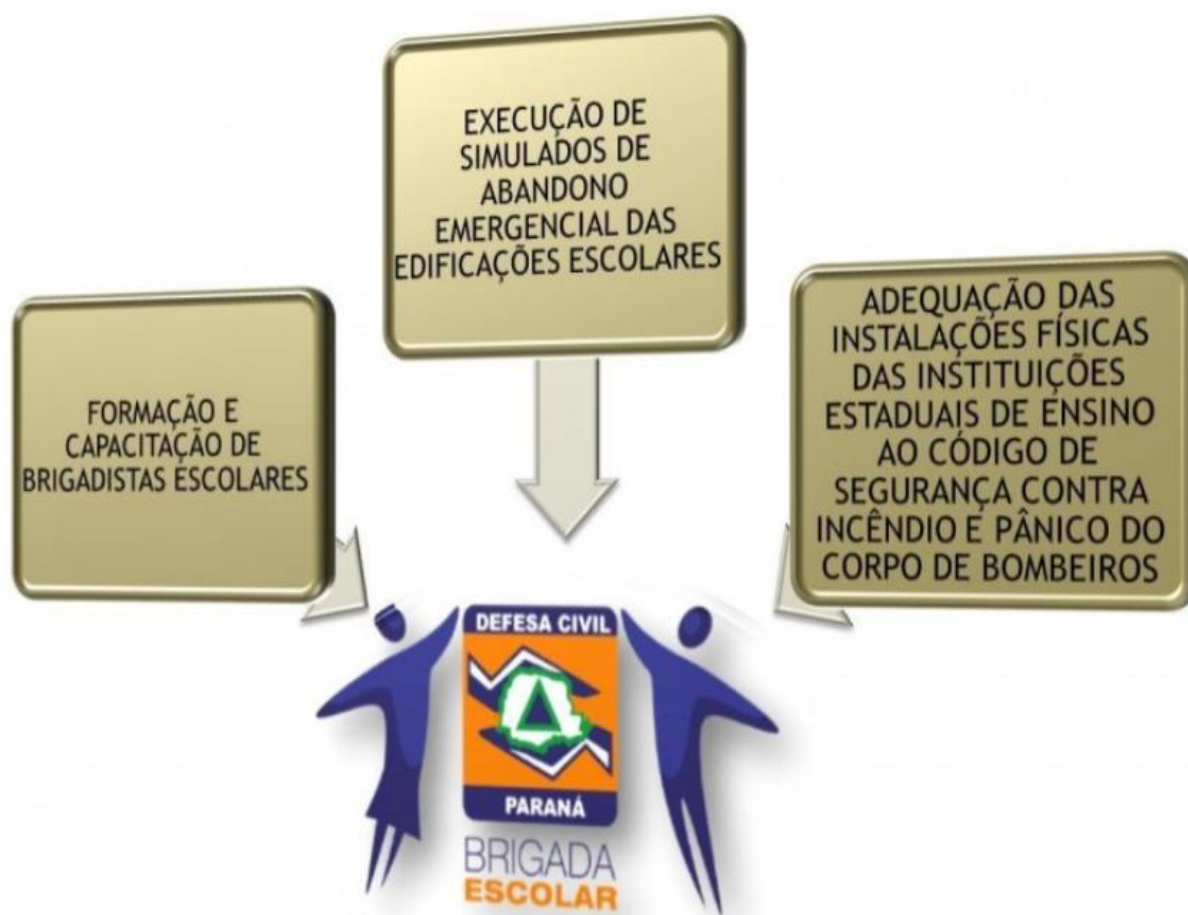 EXECUÇÃO DE
SIMULADOS DE
ABANDONO
EMERGENCIAL DAS
EDIFICAÇÕES ESCOLARES
FORMAÇÃO E
CAPACITAÇÃO DE
BRIGADISTAS ESCOLARES
ADEQUAÇÃO DAS
INSTALAÇÕES FÍSICAS
DAS INSTITUIÇÕES
ESTADUAIS DE ENSINO
AO CÓDIGO DE
SEGURANÇA CONTRA
INCÊNDIO E PÂNICO DO
CORPO DE BOMBEIROS
DEFESA CIVIL
PARANÁ
BRIGADA
ESCOLAR